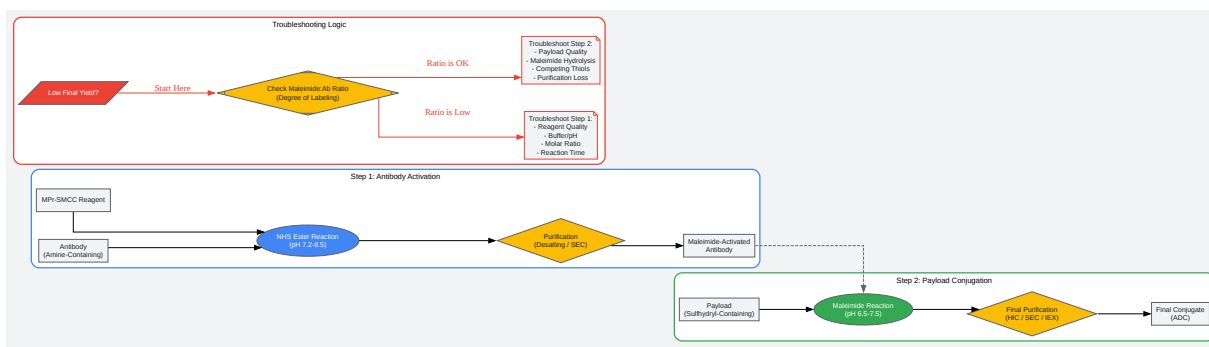 Troubleshooting Logic
Low Final Yield?
Start Here
Check Maleimide:Ab Ratio
(Degree of Labeling)
Ratio is OK
Troubleshoot Step 2:
- Payload Quality
- Maleimide Hydrolysis
- Competing Thiols
- Purification Loss
Ratio is Low
Troubleshoot Step 1:
- Reagent Quality
- Buffer/pH
- Molar Ratio
- Reaction Time
Step 1: Antibody Activation
MPr-SMCC Reagent
Antibody
(Amine-Containing)
NHS Ester Reaction
(pH 7.2-8.5)
Purification
(Desalting / SEC)
Maleimide-Activated
Antibody
Step 2: Payload Conjugation
Payload
(Sulfhydryl-Containing)
Maleimide Reaction
(pH 6.5-7.5)
Final Purification
(HIC / SEC / IEX)
Final Conjugate
(ADC)